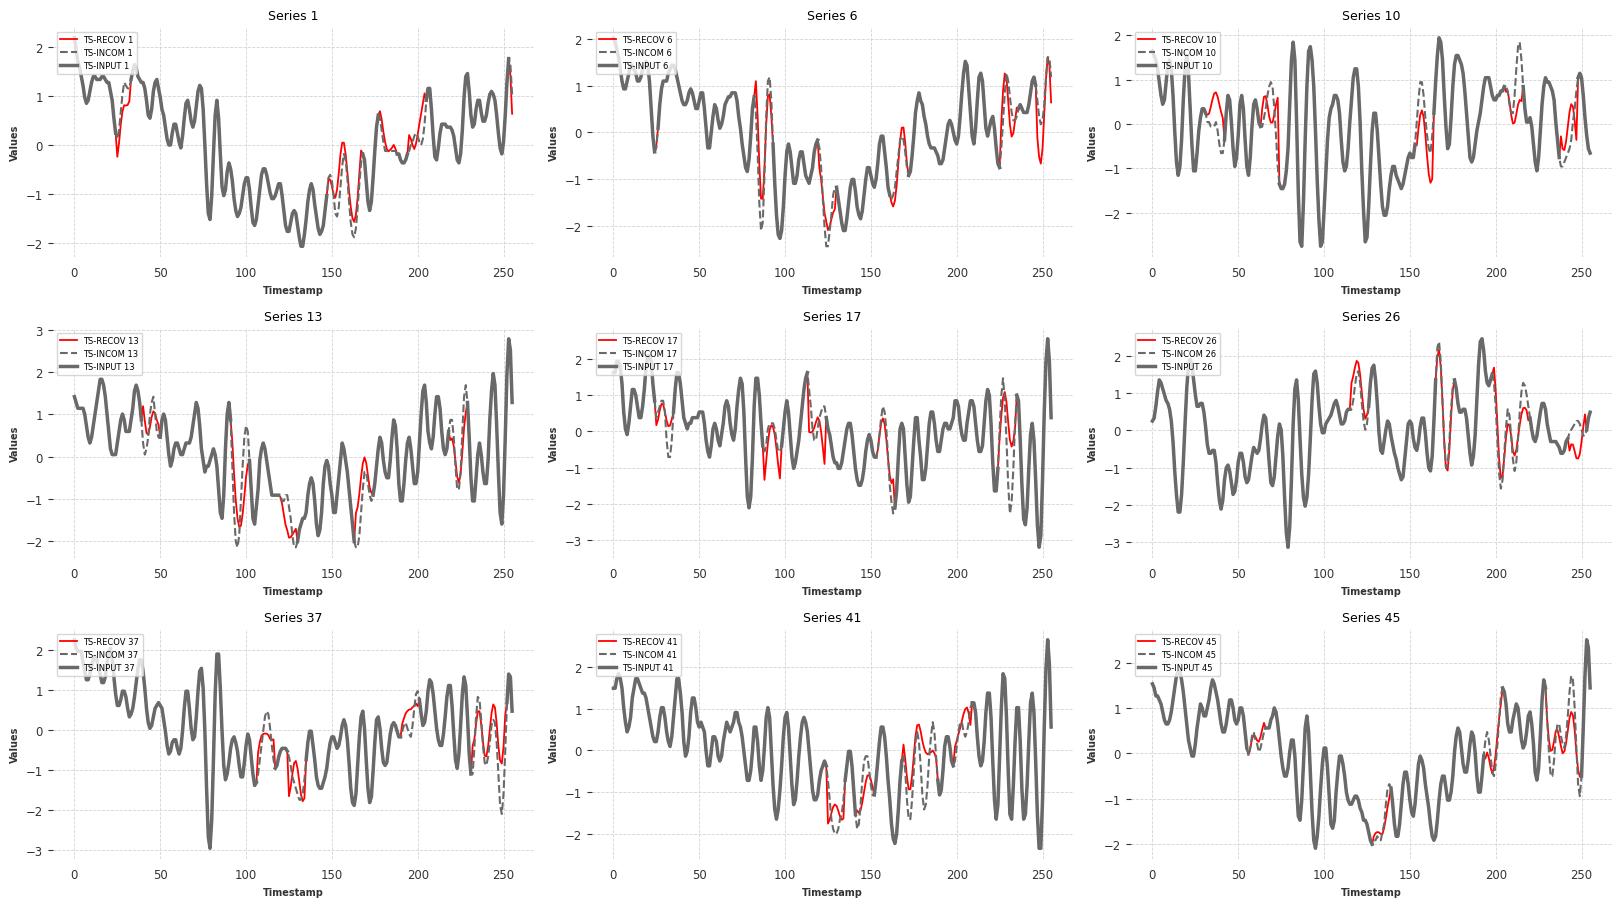 Series 1
TS-RECOV 1
TS-INCOM 1
TS-INPUT 1
Values
2
1
0
−1
−2
0 50 100 150 200 250
Timestamp
Series 6
TS-RECOV 6
TS-INCOM 6
TS-INPUT 6
Values
2
1
0
−1
−2
0 50 100 150 200 250
Timestamp
Series 10
TS-RECOV 10
TS-INCOM 10
TS-INPUT 10
Values
2
1
0
−1
−2
0 50 100 150 200 250
Timestamp
Series 13
TS-RECOV 13
TS-INCOM 13
TS-INPUT 13
Values
3
2
1
0
−1
−2
0 50 100 150 200 250
Timestamp
Series 17
TS-RECOV 17
TS-INCOM 17
TS-INPUT 17
Values
2
1
0
−1
−2
−3
0 50 100 150 200 250
Timestamp
Series 26
TS-RECOV 26
TS-INCOM 26
TS-INPUT 26
Values
2
1
0
−1
−2
−3
0 50 100 150 200 250
Timestamp
Series 37
TS-RECOV 37
TS-INCOM 37
TS-INPUT 37
Values
2
1
0
−1
−2
−3
0 50 100 150 200 250
Timestamp
Series 41
TS-RECOV 41
TS-INCOM 41
TS-INPUT 41
Values
2
1
0
−1
−2
0 50 100 150 200 250
Timestamp
Series 45
TS-RECOV 45
TS-INCOM 45
TS-INPUT 45
Values
2
1
0
−1
−2
0 50 100 150 200 250
Timestamp